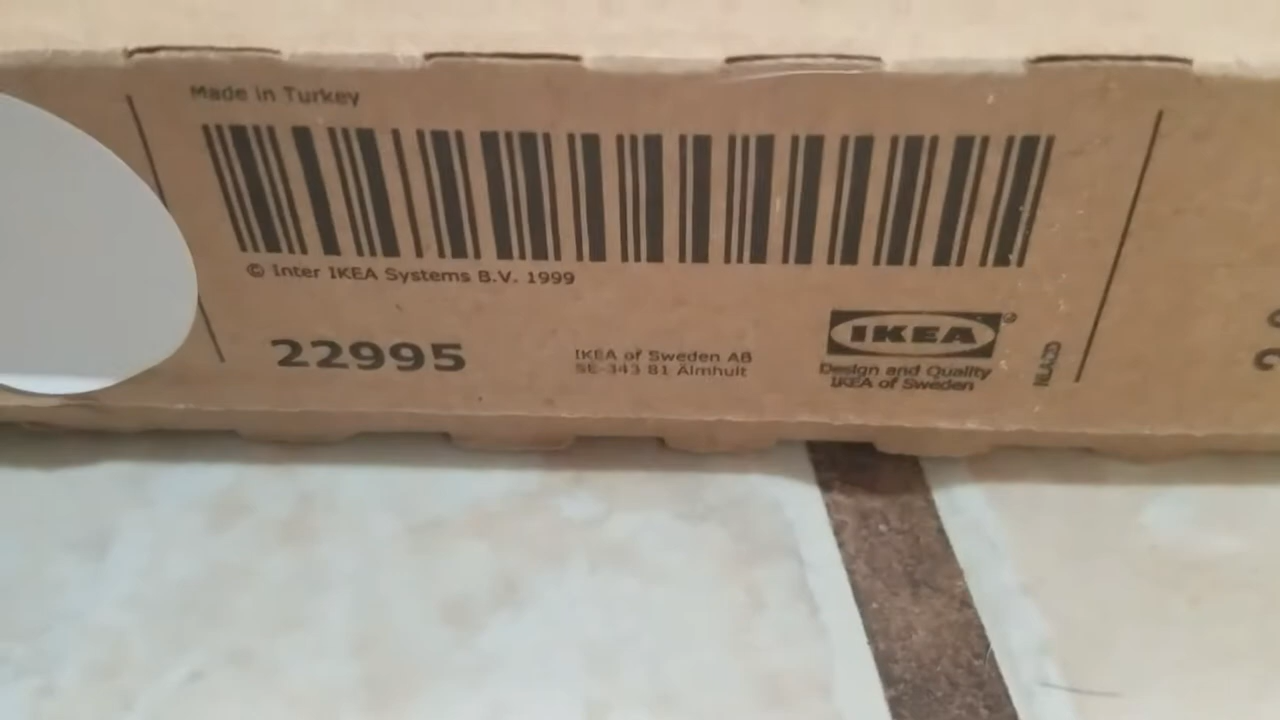 Made in Turkey
© Inter IKEA Systems B.V. 1999
22995
IKEA of Sweden AB
SE-343 81 Älmhult
IKEA®
Design and Quality
IKEA of Sweden